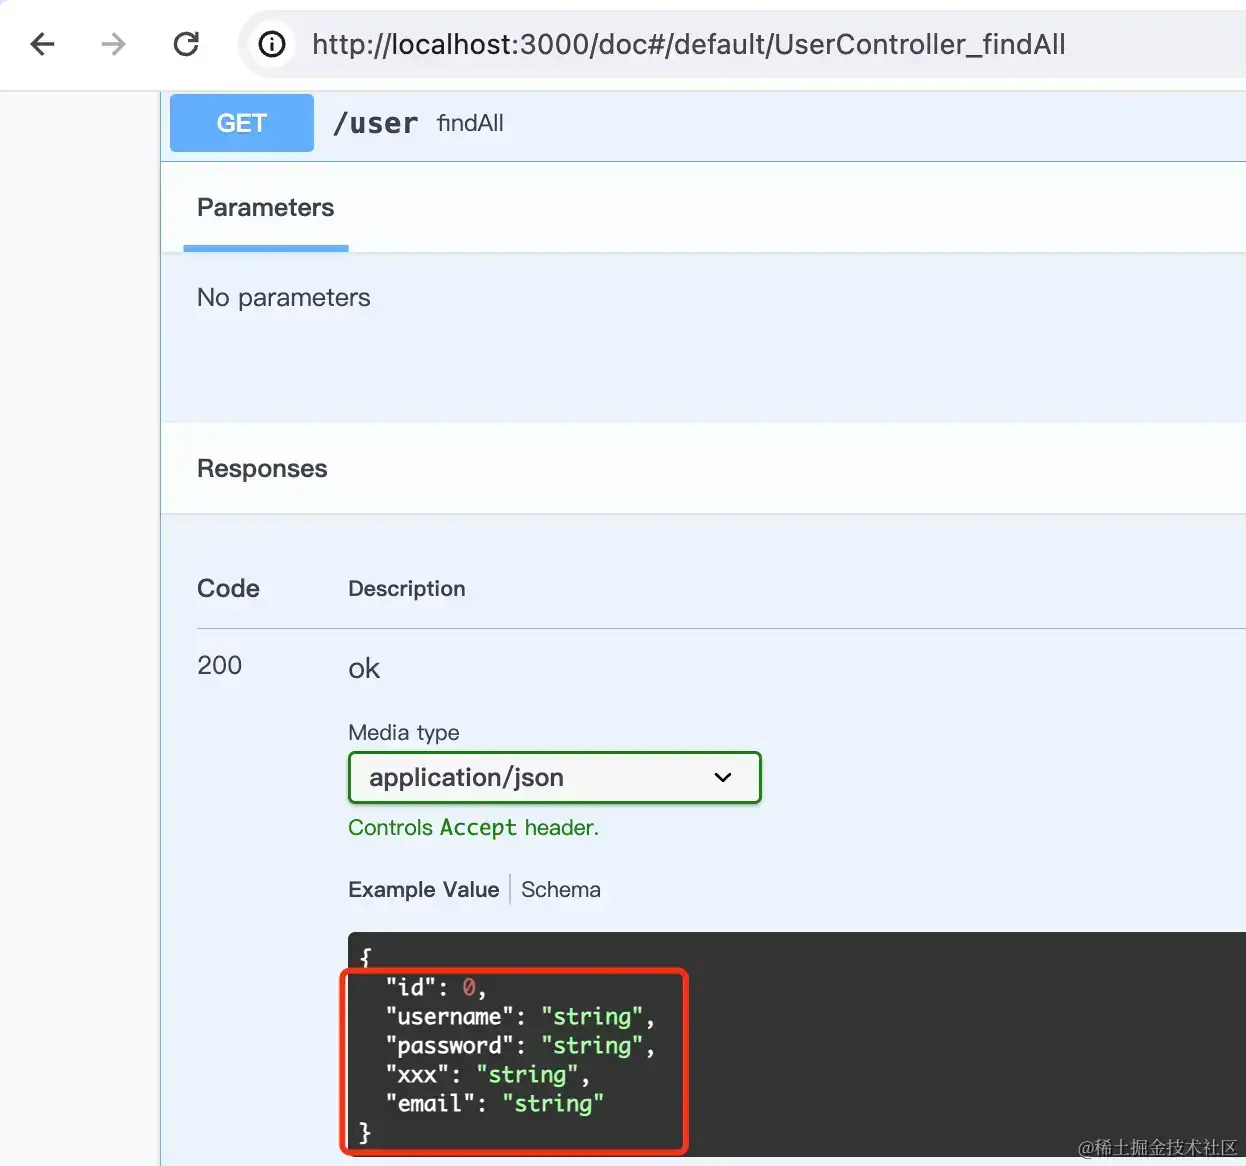 http://localhost:3000/doc#/default/UserController_findAll
GET /user findAll
Parameters
No parameters
Responses
Code Description
200 ok
Media type
application/json
Controls Accept header.
Example Value Schema
{
"id": 0,
"username": "string",
"password": "string",
"xxx": "string",
"email": "string"
}
@稀土掘金技术社区